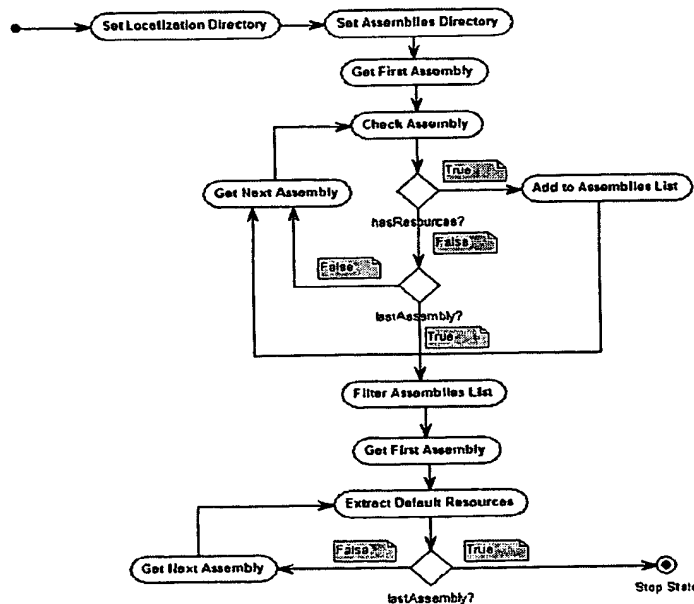 Set Localization Directory
Set Assemblies Directory
Get First Assembly
Check Assembly
True
Get Next Assembly
Add to Assemblies List
hasResources?
False
False
lastAssembly?
True
Filter Assemblies List
Get First Assembly
Extract Default Resources
False
True
Get Next Assembly
lastAssembly?
Stop State